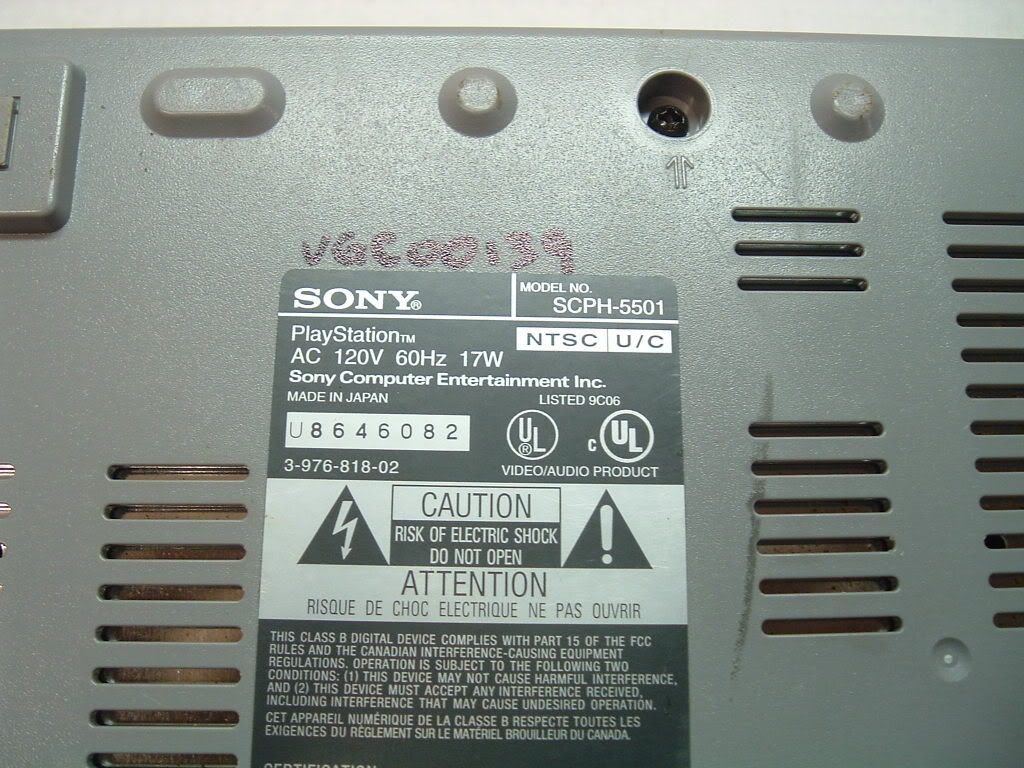 VGC00139
SONY®
MODEL NO.
SCPH-5501
PlayStation™
NTSC U/C
AC 120V 60Hz 17W
Sony Computer Entertainment Inc.
MADE IN JAPAN
LISTED 9C06
U8646082
UL ®
C UL
3-976-818-02
VIDEO/AUDIO PRODUCT
CAUTION
RISK OF ELECTRIC SHOCK
DO NOT OPEN
ATTENTION
RISQUE DE CHOC ELECTRIQUE NE PAS OUVRIR
THIS CLASS B DIGITAL DEVICE COMPLIES WITH PART 15 OF THE FCC
RULES AND THE CANADIAN INTERFERENCE-CAUSING EQUIPMENT
REGULATIONS. OPERATION IS SUBJECT TO THE FOLLOWING TWO
CONDITIONS: (1) THIS DEVICE MAY NOT CAUSE HARMFUL INTERFERENCE,
AND (2) THIS DEVICE MUST ACCEPT ANY INTERFERENCE RECEIVED,
INCLUDING INTERFERENCE THAT MAY CAUSE UNDESIRED OPERATION.
CET APPAREIL NUMÉRIQUE DE LA CLASSE B RESPECTE TOUTES LES
EXIGENCES DU RÈGLEMENT SUR LE MATÉRIEL BROUILLEUR DU CANADA.